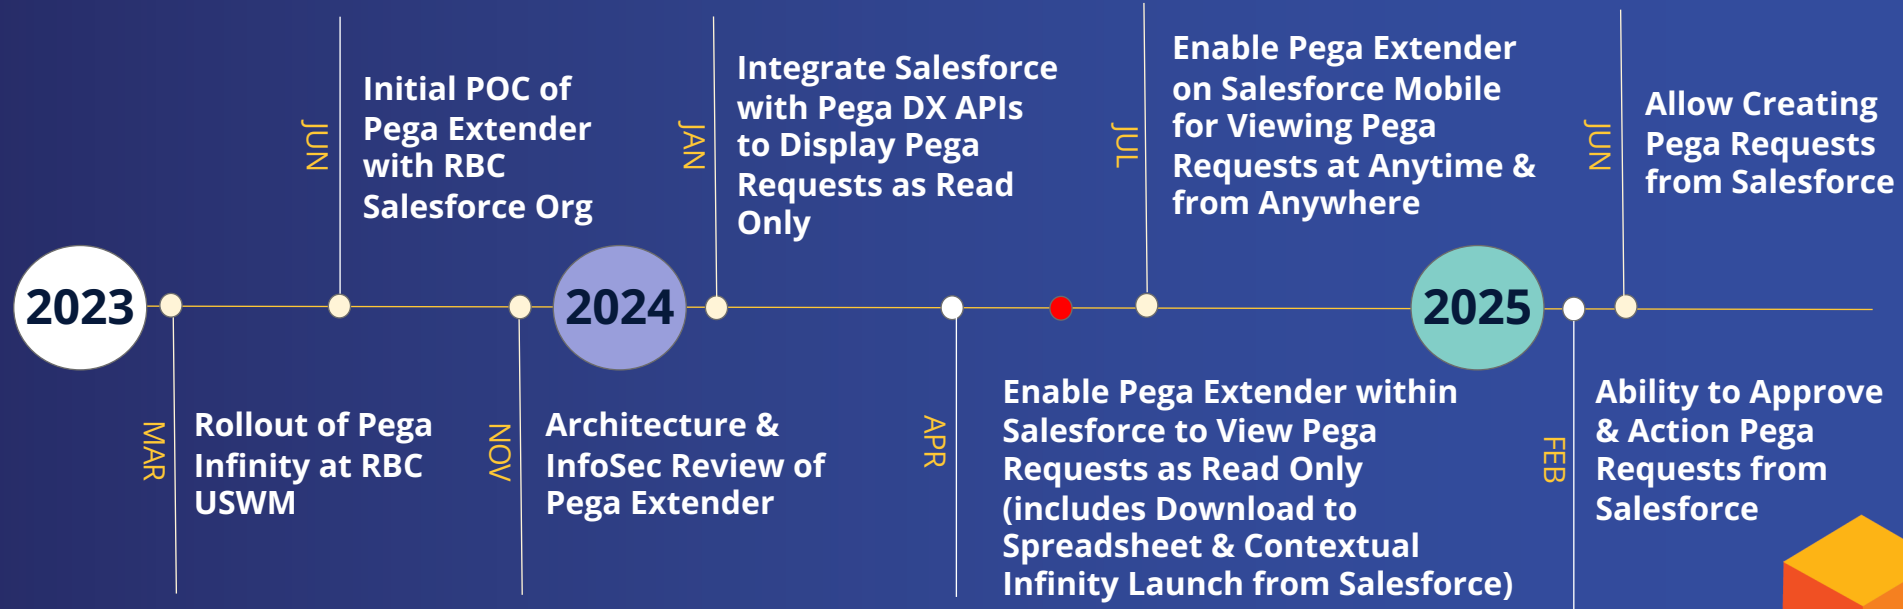 2023
MAR
Rollout of Pega
Infinity at RBC
USWM
JUN
Initial POC of
Pega Extender
with RBC
Salesforce Org
NOV
Architecture &
InfoSec Review of
Pega Extender
2024
JAN
Integrate Salesforce
with Pega DX APIs
to Display Pega
Requests as Read
Only
APR
Enable Pega Extender within
Salesforce to View Pega
Requests as Read Only
(includes Download to
Spreadsheet & Contextual
Infinity Launch from Salesforce)
JUL
Enable Pega Extender
on Salesforce Mobile
for Viewing Pega
Requests at Anytime &
from Anywhere
2025
FEB
Ability to Approve
& Action Pega
Requests from
Salesforce
JUN
Allow Creating
Pega Requests
from Salesforce